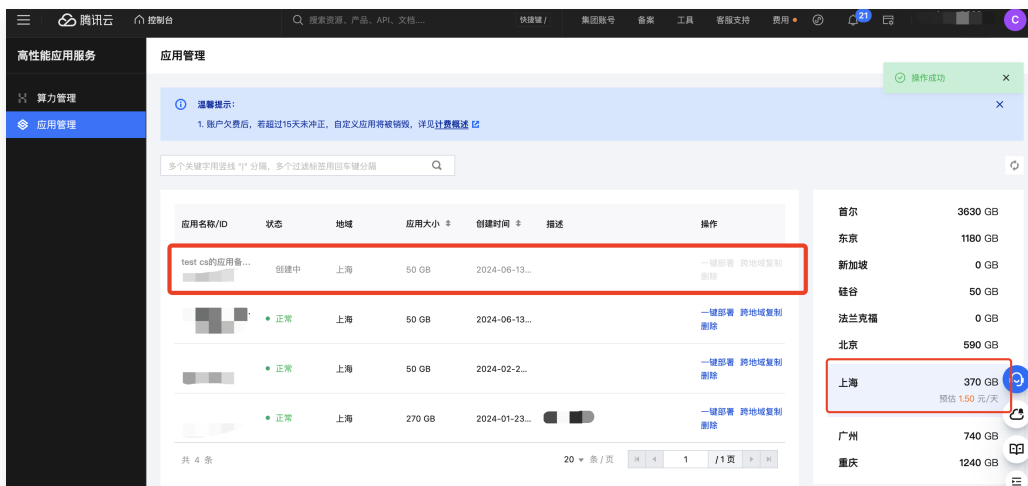 腾讯云 控制台 搜索资源、产品、API、文档.... 快捷键 / 集团账号 备案 工具 客服支持 费用 21 C
高性能应用服务
算力管理
应用管理
应用管理
操作成功
温馨提示：
1. 账户欠费后，若超过15天未冲正，自定义应用将被销毁，详见计费概述
多个关键字用竖线 "|" 分隔，多个过滤标签用回车键分隔
应用名称/ID 状态 地域 应用大小 创建时间 描述 操作
test cs的应用备... 创建中 上海 50 GB 2024-06-13... 一键部署 跨地域复制
删除
正常 上海 50 GB 2024-06-13... 一键部署 跨地域复制
删除
正常 上海 50 GB 2024-02-2... 一键部署 跨地域复制
删除
正常 上海 270 GB 2024-01-23... 一键部署 跨地域复制
删除
共 4 条 20 条 / 页 1 / 1 页
首尔 3630 GB
东京 1180 GB
新加坡 0 GB
硅谷 50 GB
法兰克福 0 GB
北京 590 GB
上海 370 GB
预估 1.50 元/天
广州 740 GB
重庆 1240 GB